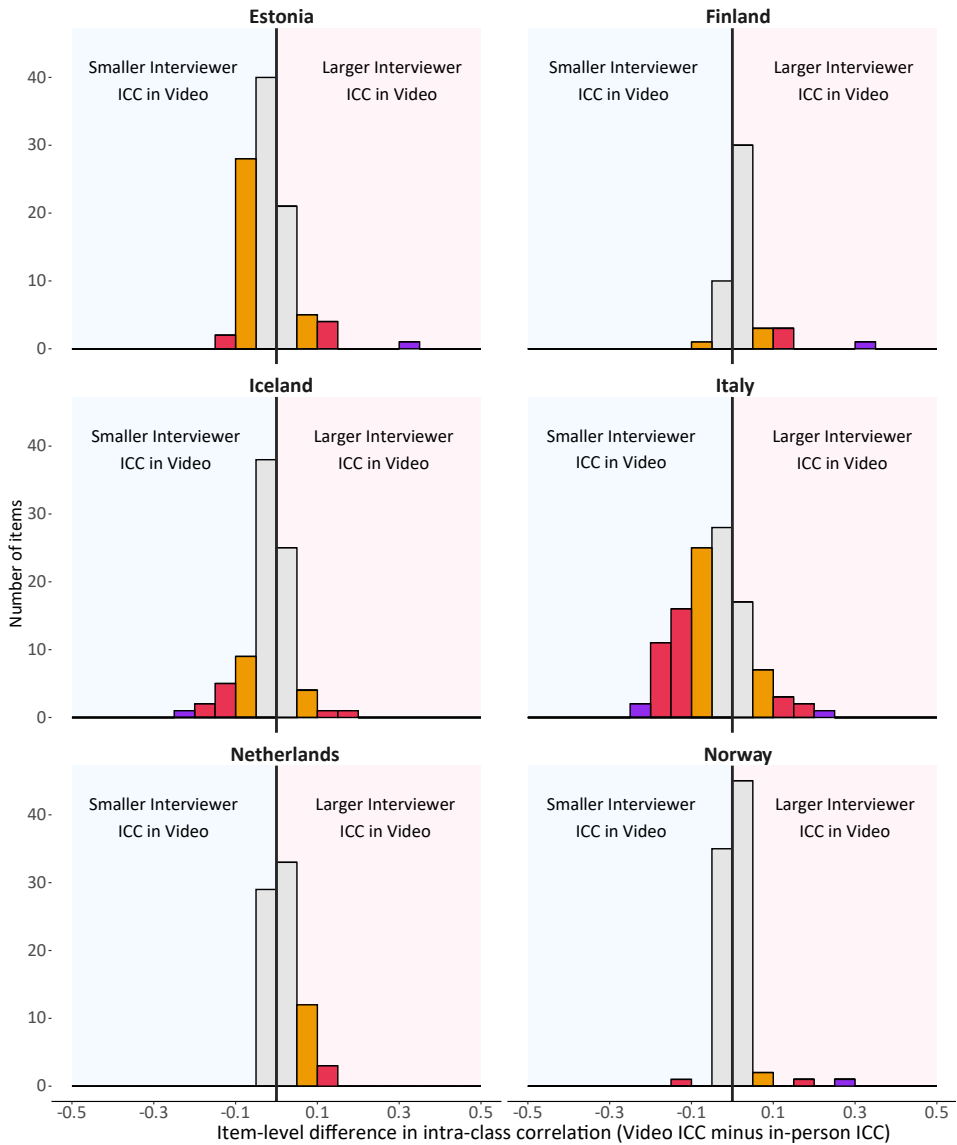 Estonia
Finland
Smaller Interviewer
ICC in Video
Larger Interviewer
ICC in Video
Smaller Interviewer
ICC in Video
Larger Interviewer
ICC in Video
40
30
20
10
0
Iceland
Italy
Smaller Interviewer
ICC in Video
Larger Interviewer
ICC in Video
Smaller Interviewer
ICC in Video
Larger Interviewer
ICC in Video
Number of items
40
30
20
10
0
Netherlands
Norway
Smaller Interviewer
ICC in Video
Larger Interviewer
ICC in Video
Smaller Interviewer
ICC in Video
Larger Interviewer
ICC in Video
40
30
20
10
0
-0.5 -0.3 -0.1 0.1 0.3 0.5
-0.5 -0.3 -0.1 0.1 0.3 0.5
Item-level difference in intra-class correlation (Video ICC minus in-person ICC)